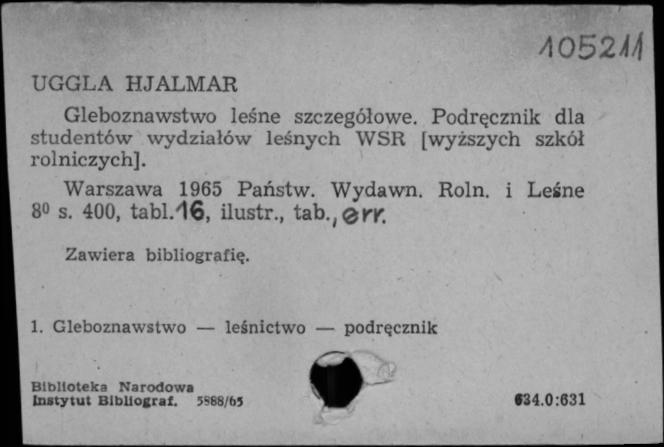 105211
UGGLA HJALMAR
Gleboznawstwo leśne szczegółowe. Podręcznik dla
studentów wydziałów leśnych WSR [wyższych szkół
rolniczych].
Warszawa 1965 Państw. Wydawn. Roln. i Leśne
8⁰ s. 400, tabl. 16, ilustr., tab., err.
Zawiera bibliografię.
1. Gleboznawstwo — leśnictwo — podręcznik
Biblioteka Narodowa
Instytut Bibliograf. 5888/65
634.0:631